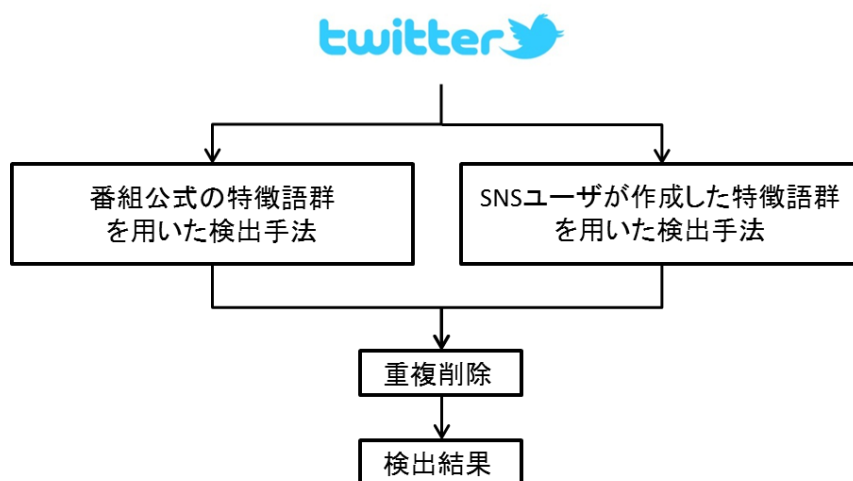 twitter
番組公式の特徴語群
を用いた検出手法
SNSユーザが作成した特徴語群
を用いた検出手法
重複削除
検出結果